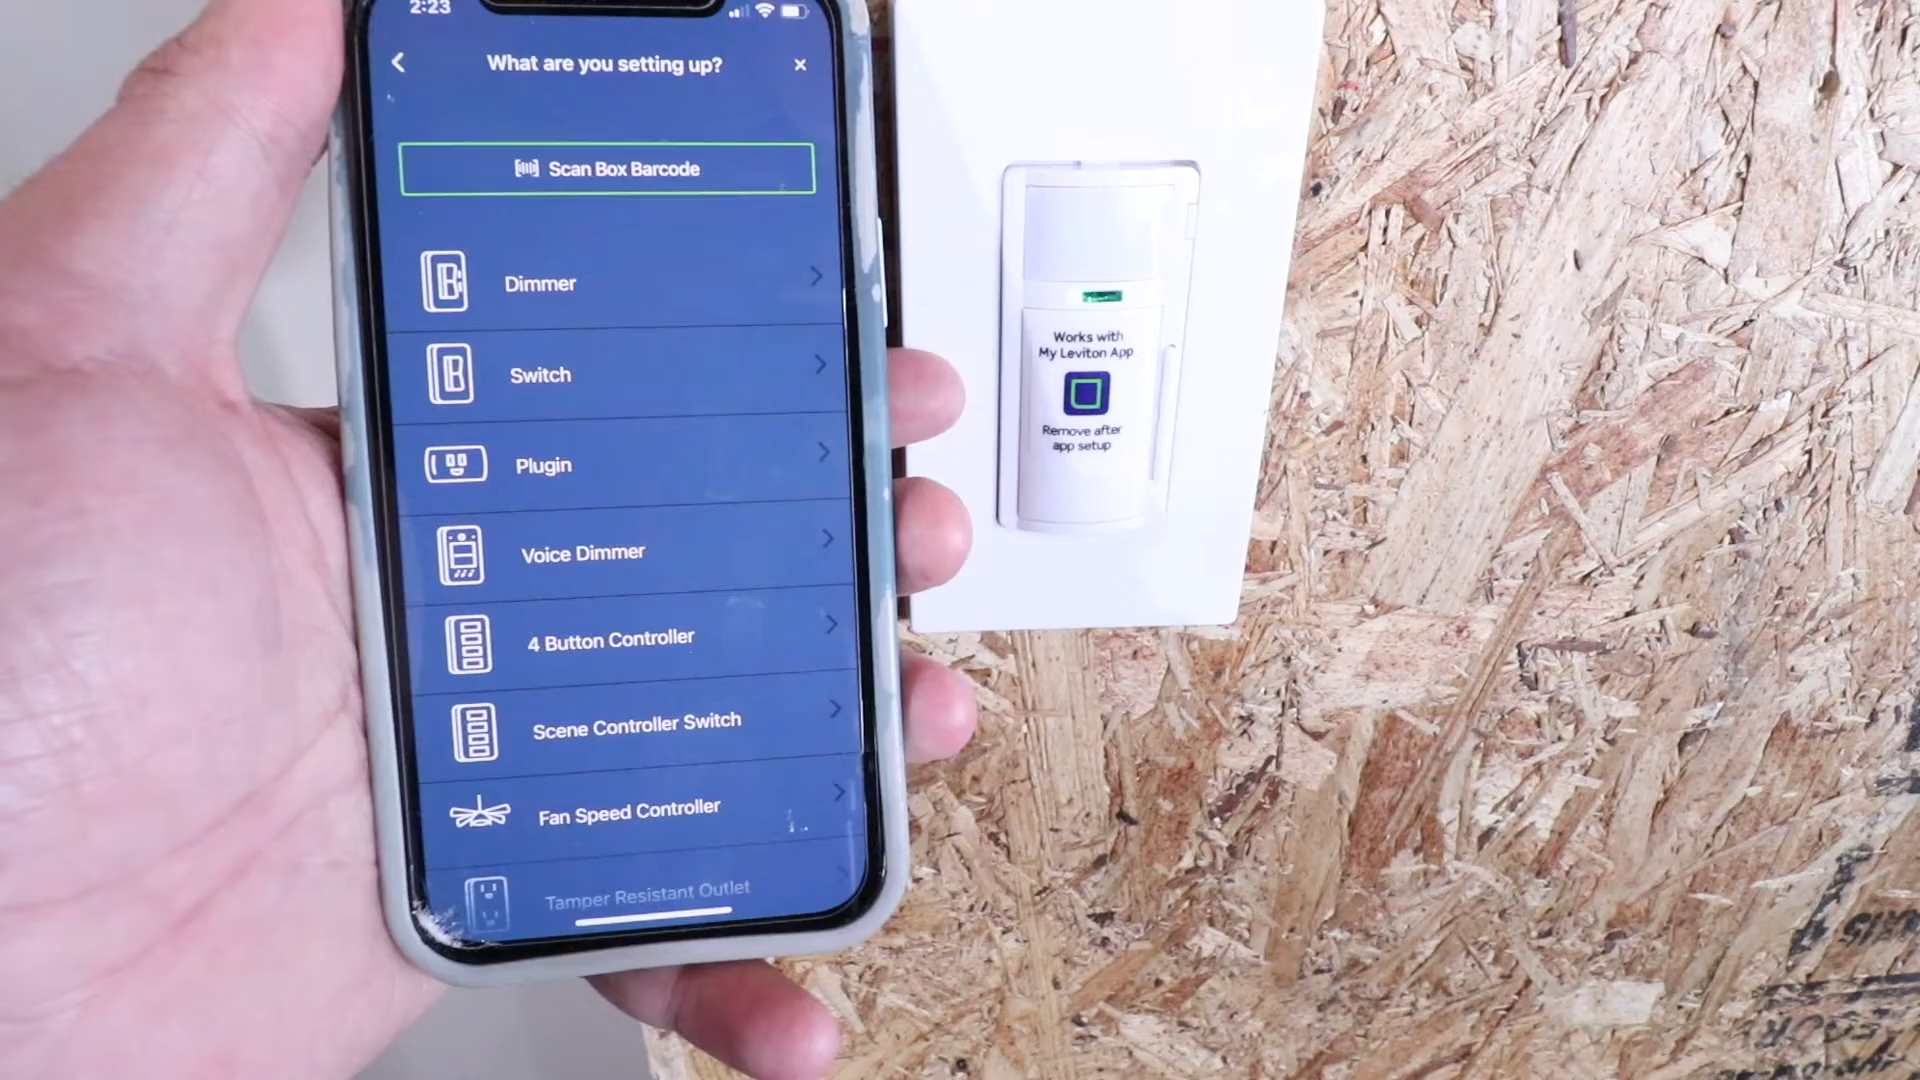 2:23
What are you setting up?
Scan Box Barcode
Dimmer
Switch
Plugin
Voice Dimmer
4 Button Controller
Scene Controller Switch
Fan Speed Controller
Tamper Resistant Outlet
Works with
My Leviton App
Remove after
app setup